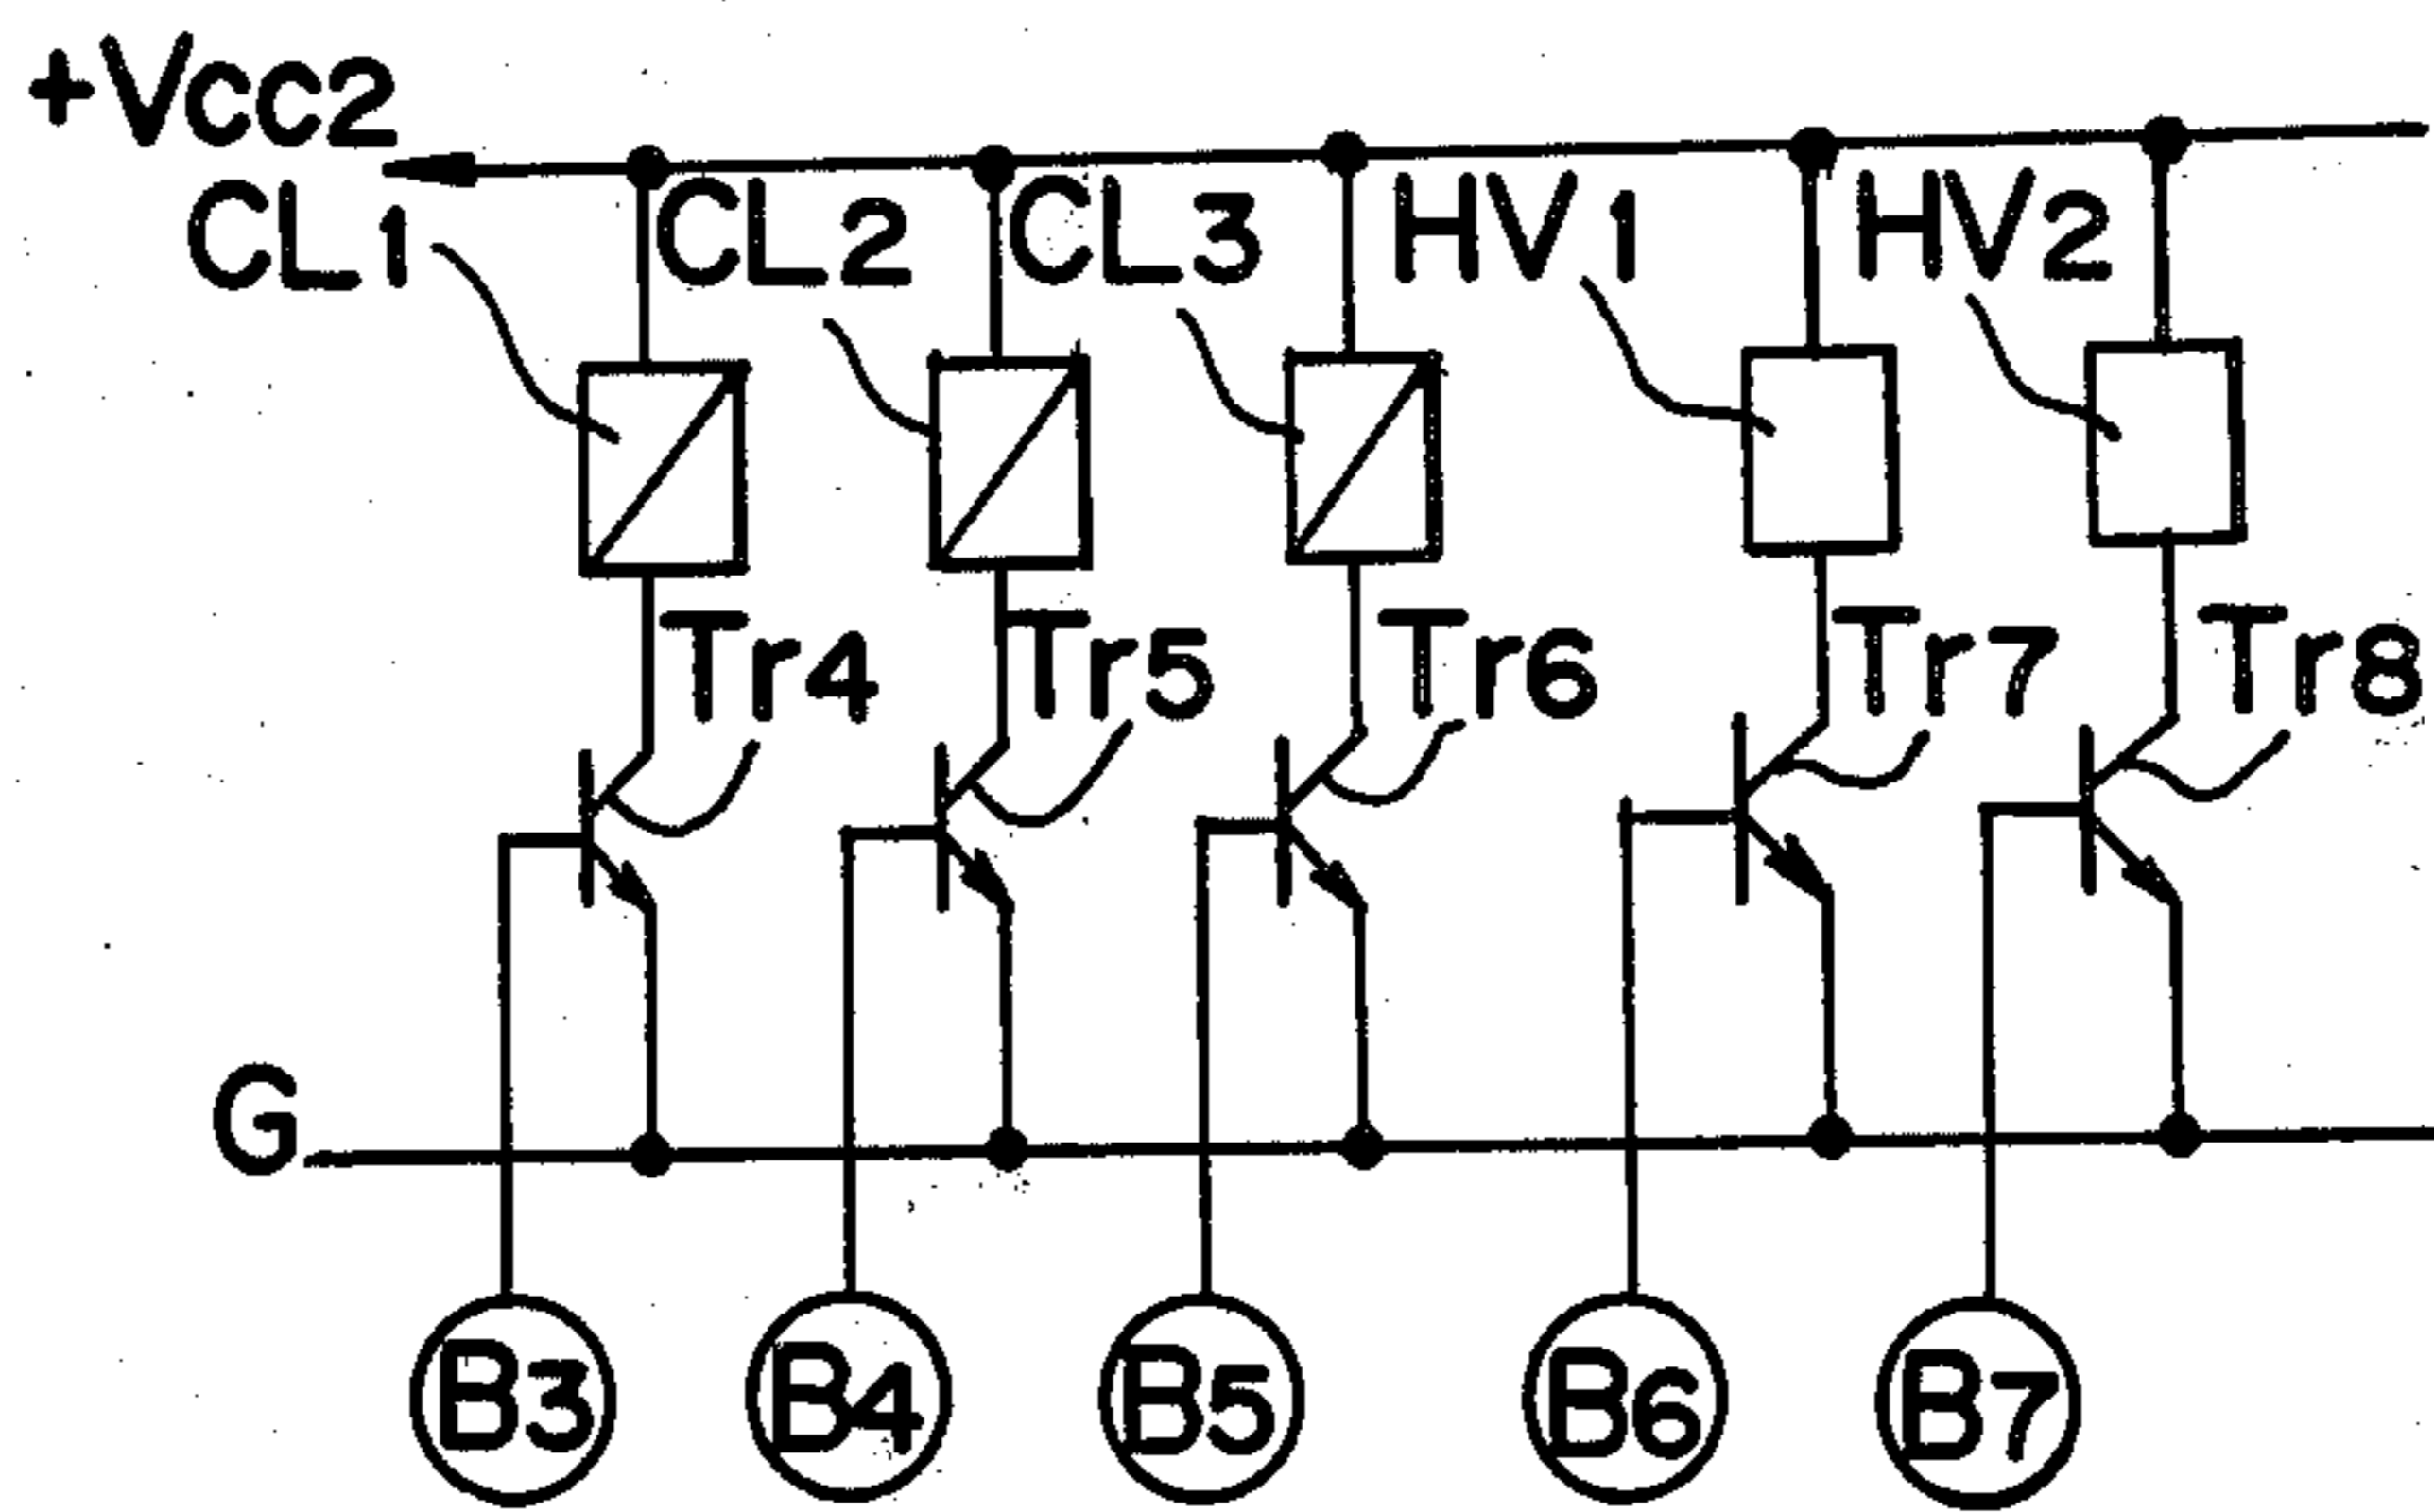 +Vcc2
CL1 CL2 CL3 HV1 HV2
Tr4 Tr5 Tr6 Tr7 Tr8
G
B3 B4 B5 B6 B7